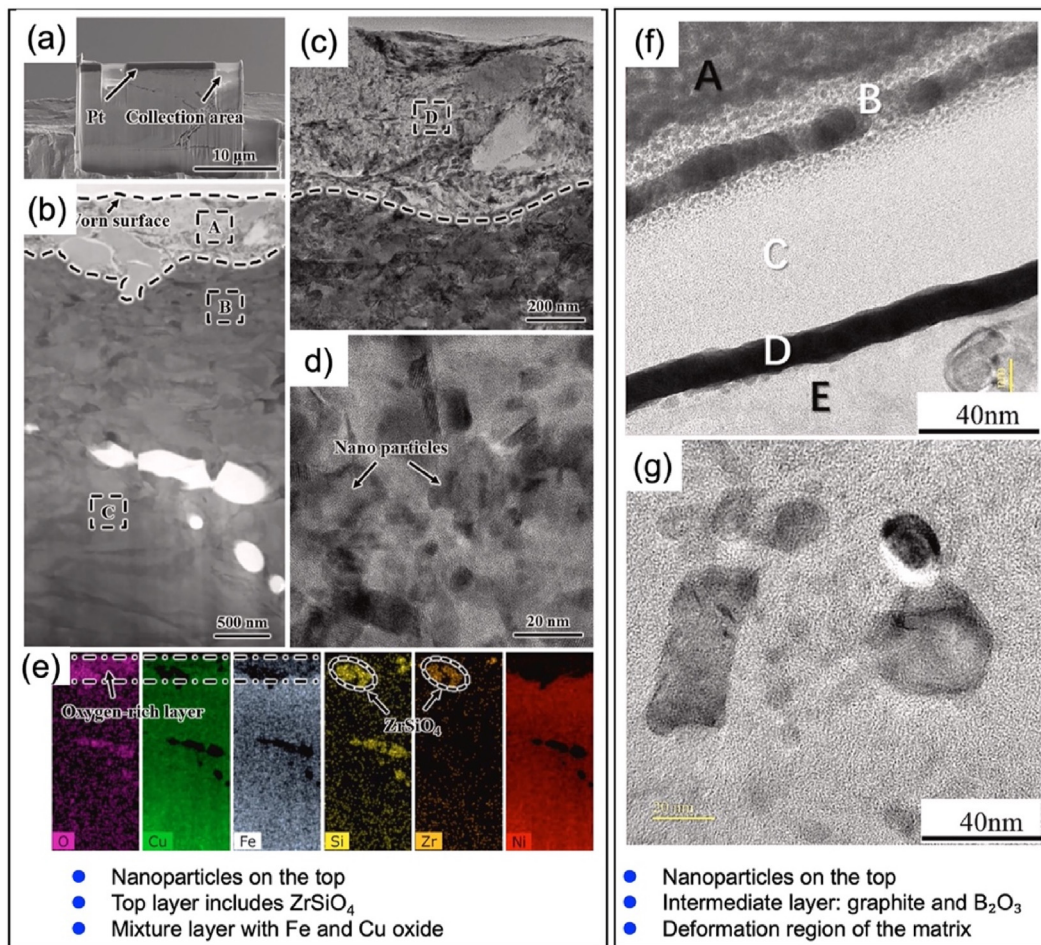 (a)
Pt
Collection area
10 μm
(b)
Worn surface
A
B
C
500 nm
(c)
D
200 nm
(d)
Nano particles
20 nm
(e)
Oxygen-rich layer
ZrSiO₄
O
Cu
Fe
Si
Zr
Ni
● Nanoparticles on the top
● Top layer includes ZrSiO₄
● Mixture layer with Fe and Cu oxide
(f)
A
B
C
D
E
40nm
(g)
20 nm
40nm
● Nanoparticles on the top
● Intermediate layer: graphite and B₂O₃
● Deformation region of the matrix